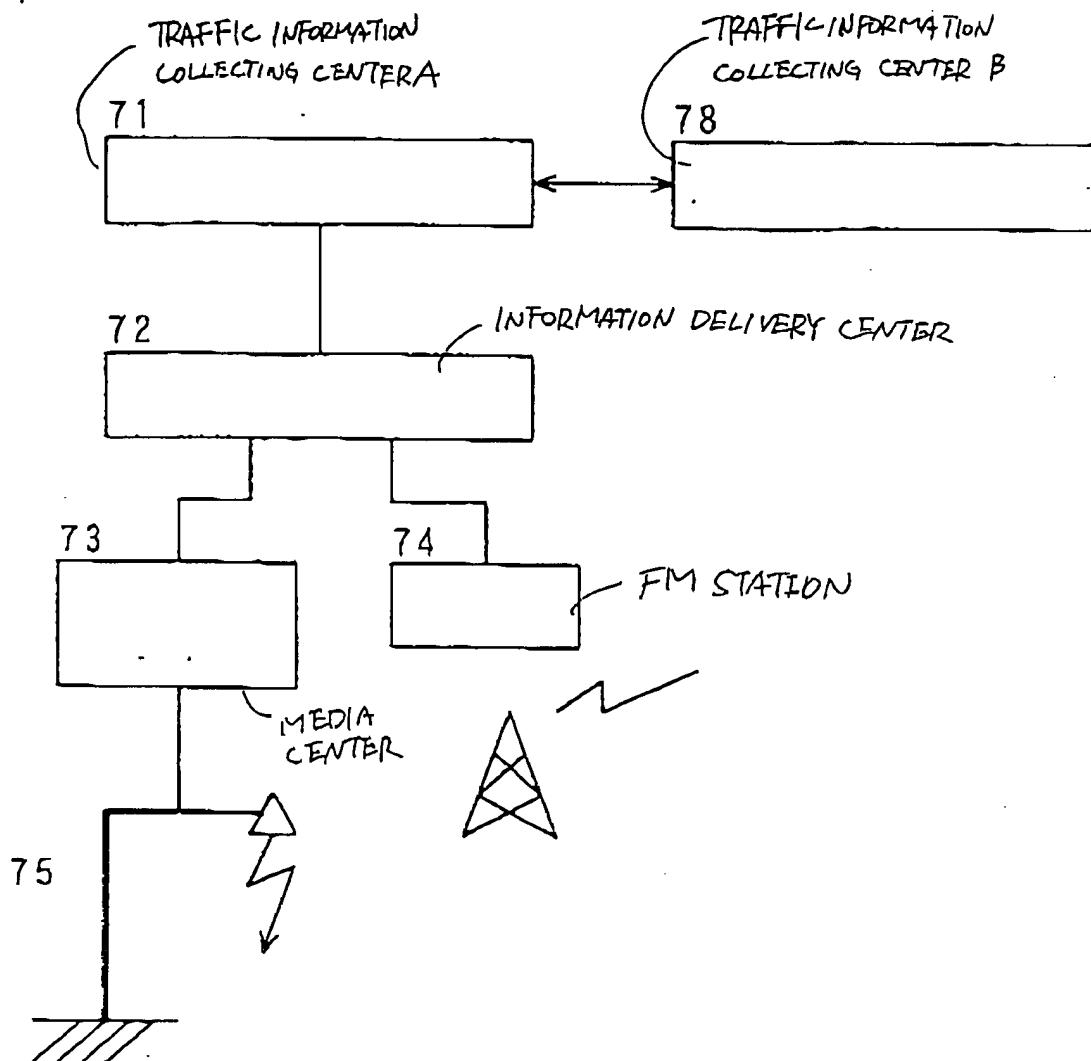 TRAFFIC INFORMATION
COLLECTING CENTER A
71
TRAFFIC INFORMATION
COLLECTING CENTER B
78
72
INFORMATION DELIVERY CENTER
73
74
FM STATION
MEDIA
CENTER
75